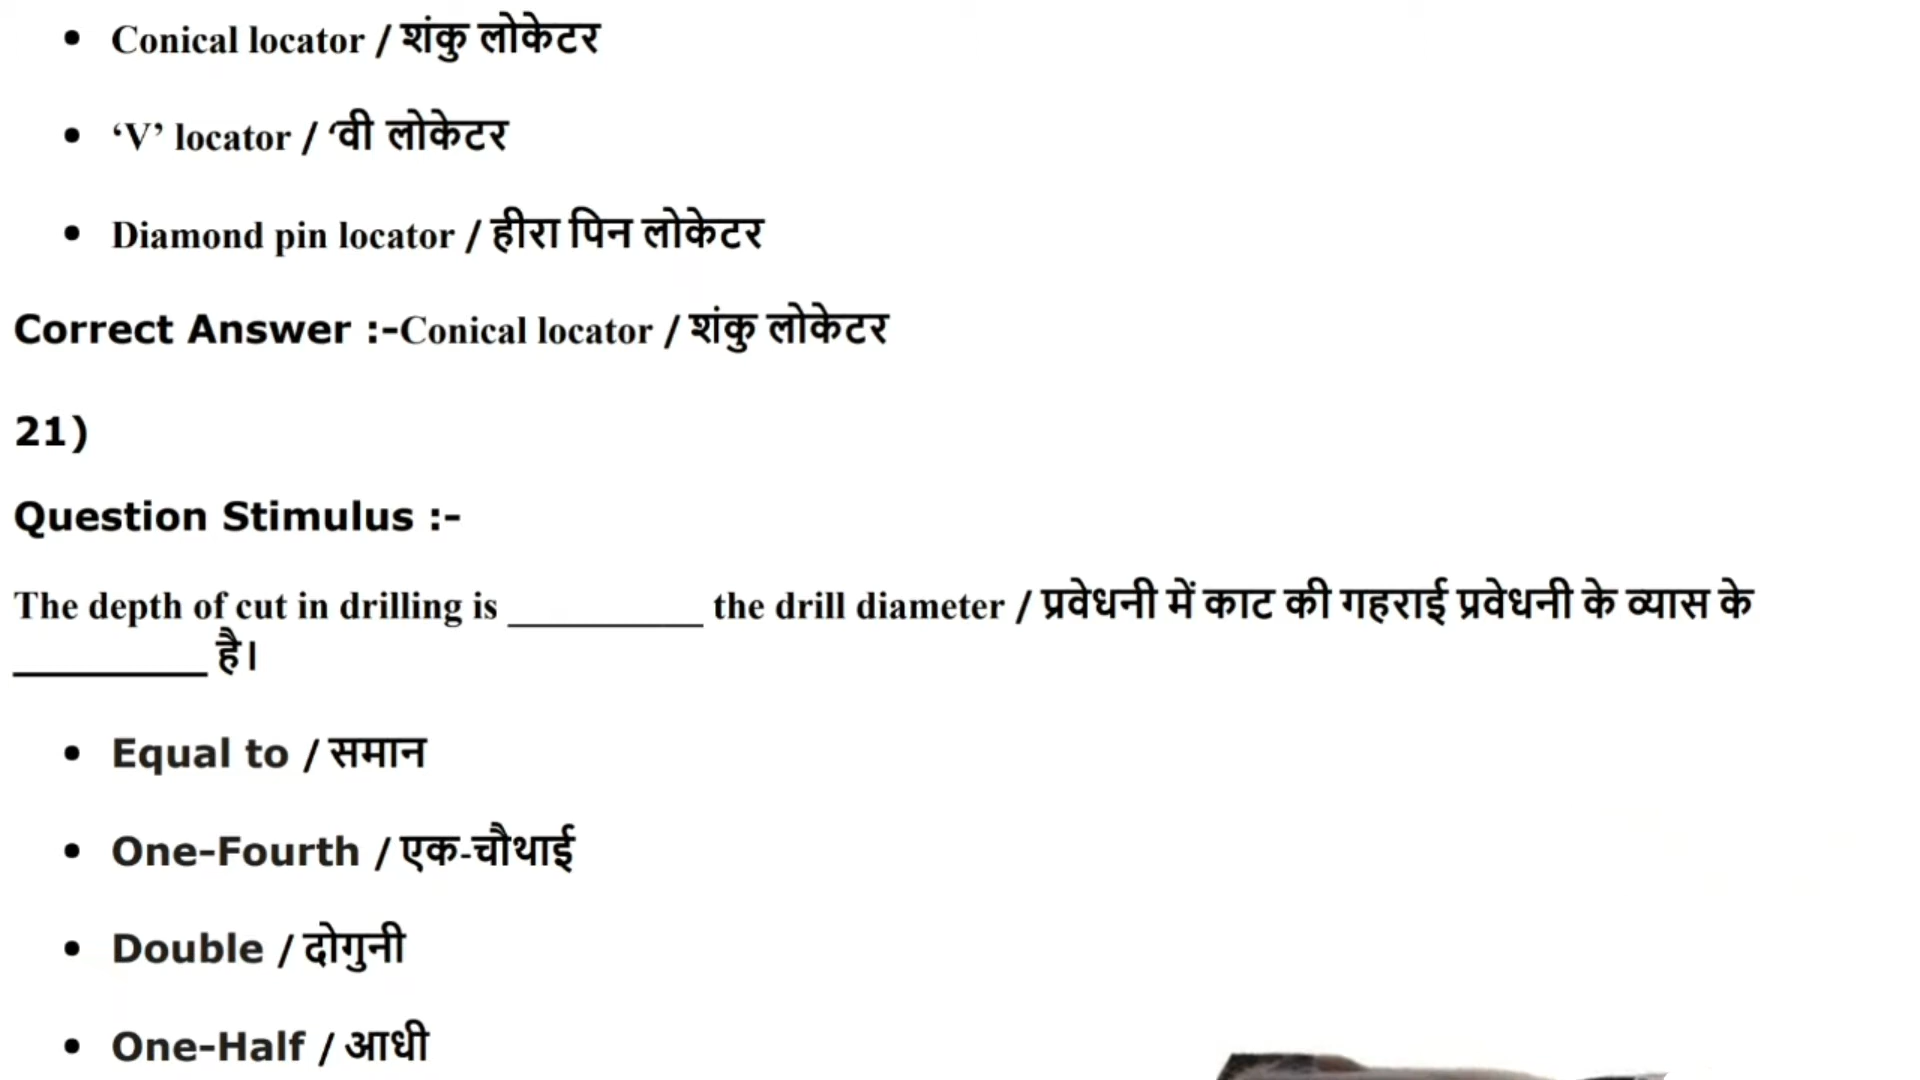 • Conical locator / शंकु लोकेटर
• ‘V’ locator / ‘वी लोकेटर
• Diamond pin locator / हीरा पिन लोकेटर
Correct Answer :-Conical locator / शंकु लोकेटर
21)
Question Stimulus :-
The depth of cut in drilling is __________ the drill diameter / प्रवेधनी में काट की गहराई प्रवेधनी के व्यास के
__________ है।
• Equal to / समान
• One-Fourth / एक-चौथाई
• Double / दोगुनी
• One-Half / आधी